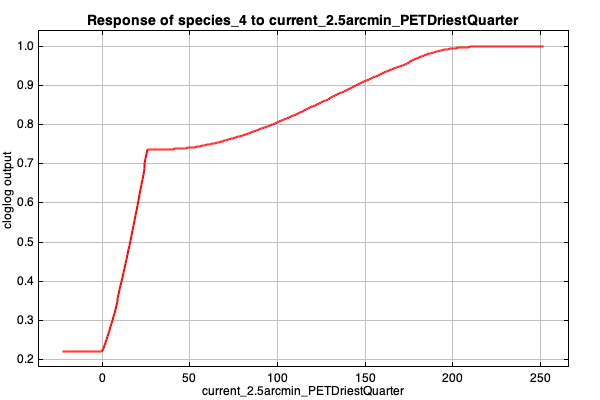 Response of species_4 to current_2.5arcmin_PETDriestQuarter
1.0
0.9
0.8
0.7
0.6
0.5
0.4
0.3
0.2
cloglog output
0 50 100 150 200 250
current_2.5arcmin_PETDriestQuarter